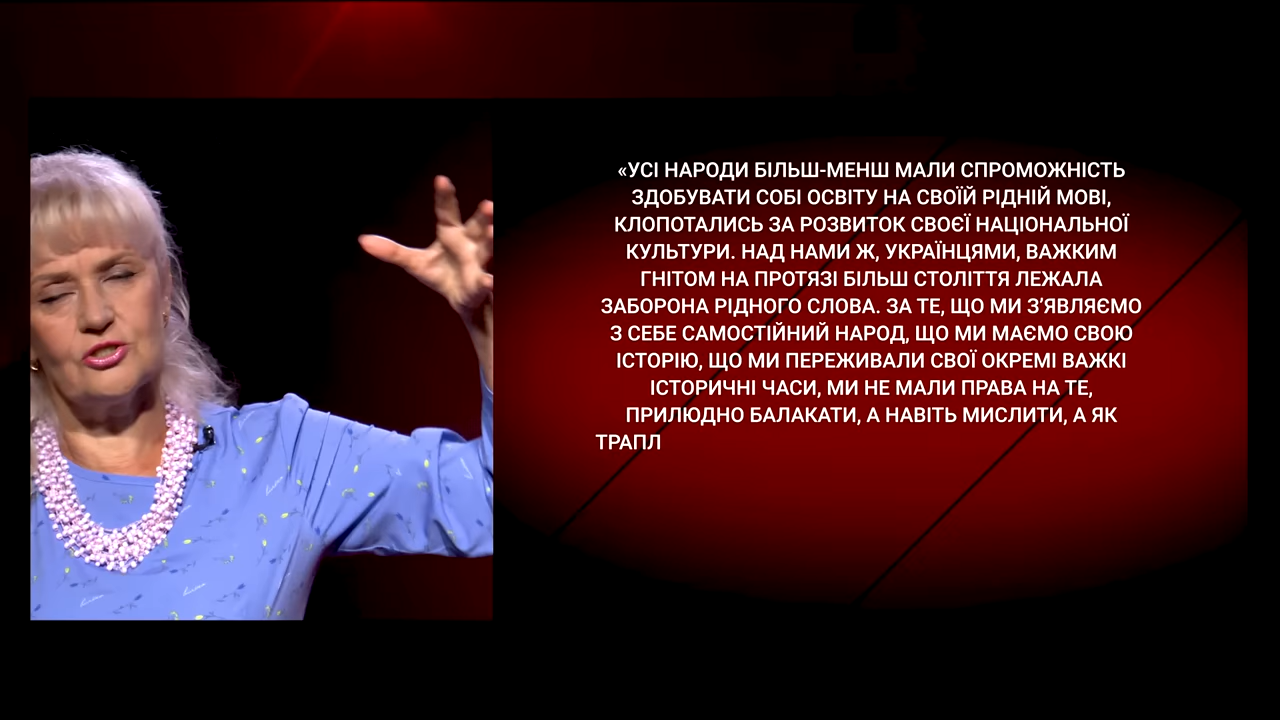 «УСІ НАРОДИ БІЛЬШ-МЕНШ МАЛИ СПРОМОЖНІСТЬ
ЗДОБУВАТИ СОБІ ОСВІТУ НА СВОЇЙ РІДНІЙ МОВІ,
КЛОПОТАЛИСЬ ЗА РОЗВИТОК СВОЄЇ НАЦІОНАЛЬНОЇ
КУЛЬТУРИ. НАД НАМИ Ж, УКРАЇНЦЯМИ, ВАЖКИМ
ГНІТОМ НА ПРОТЯЗІ БІЛЬШ СТОЛІТТЯ ЛЕЖАЛА
ЗАБОРОНА РІДНОГО СЛОВА. ЗА ТЕ, ЩО МИ З’ЯВЛЯЄМО
З СЕБЕ САМОСТІЙНИЙ НАРОД, ЩО МИ МАЄМО СВОЮ
ІСТОРІЮ, ЩО МИ ПЕРЕЖИВАЛИ СВОЇ ОКРЕМІ ВАЖКІ
ІСТОРИЧНІ ЧАСИ, МИ НЕ МАЛИ ПРАВА НА ТЕ,
ПРИЛЮДНО БАЛАКАТИ, А НАВІТЬ МИСЛИТИ, А ЯК
ТРАПЛ